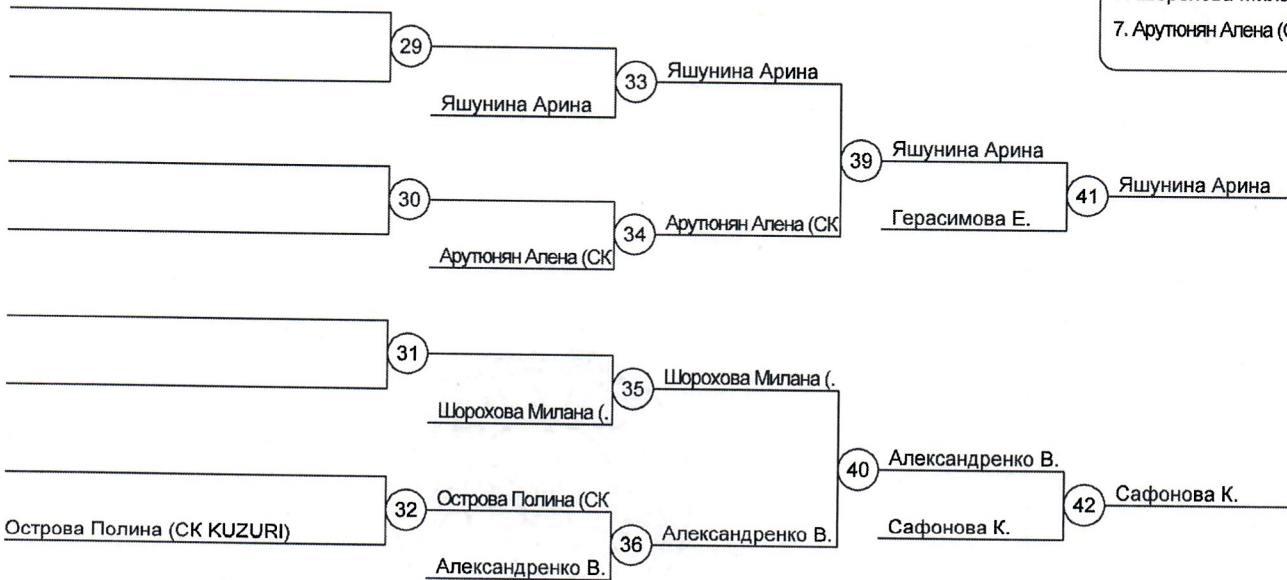 7. Арутюнян Алена (
29
33
Яшунина Арина
Яшунина Арина
39
Яшунина Арина
30
41
Яшунина Арина
34
Арутюнян Алена (СК
Герасимова Е.
Арутюнян Алена (СК
31
35
Шорохова Милана (.
Шорохова Милана (.
40
Александренко В.
32
Острова Полина (СК
42
Сафонова К.
Острова Полина (СК KUZURI)
36
Александренко В.
Сафонова К.
Александренко В.